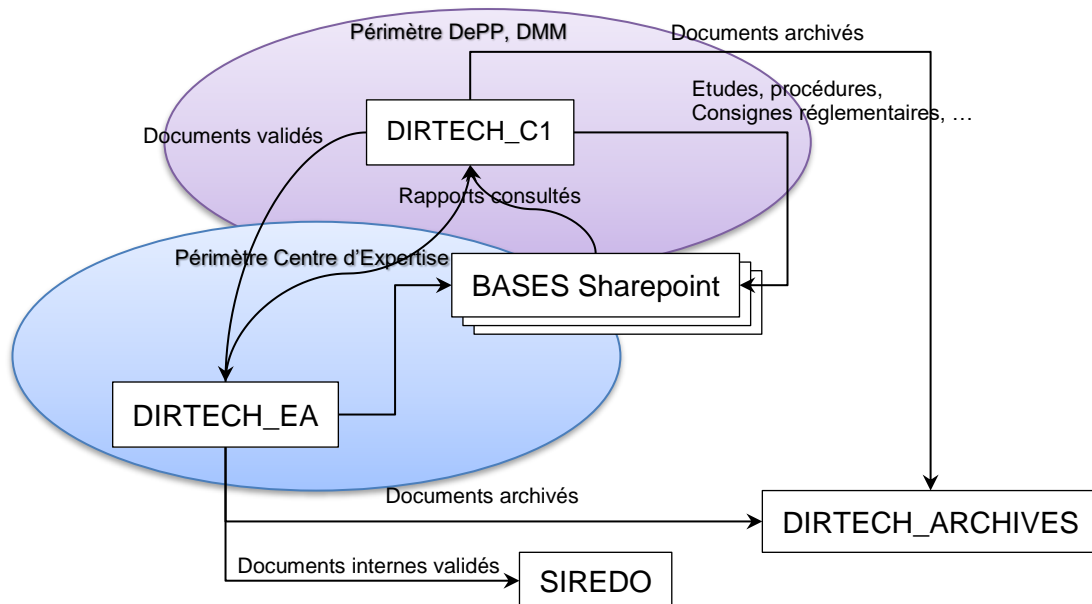 Périmètre DePP, DMM
Documents archivés
Etudes, procédures,
Consignes réglementaires, …
Documents validés
DIRTECH_C1
Rapports consultés
Périmètre Centre d’Expertise
BASES Sharepoint
DIRTECH_EA
Documents archivés
DIRTECH_ARCHIVES
Documents internes validés
SIREDO